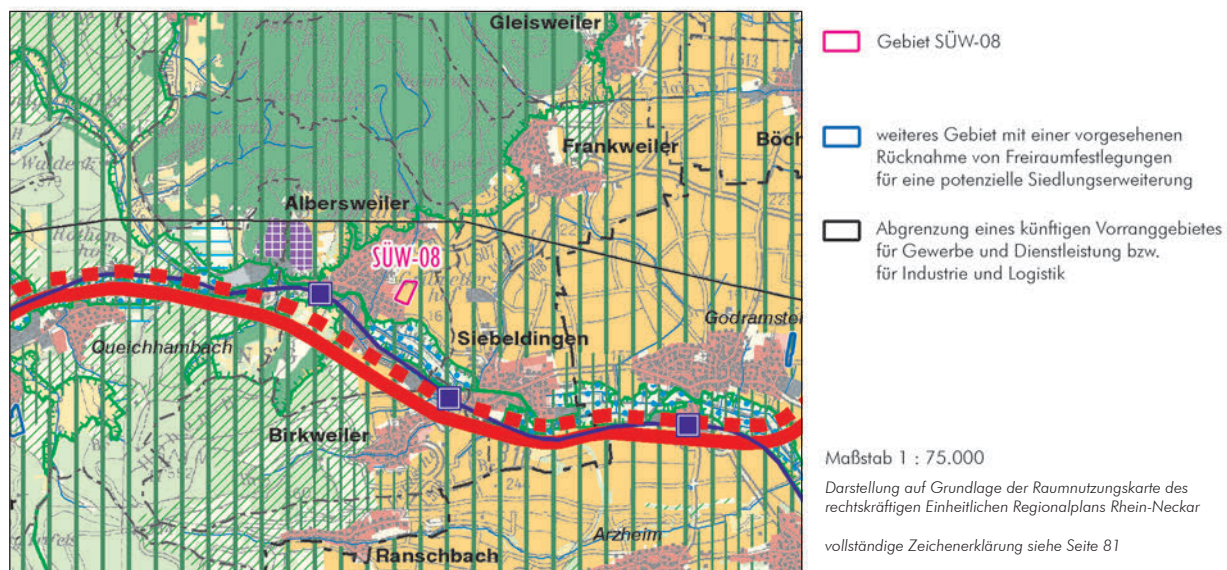 Gleisweiler
Frankweiler
Böch
Albersweiler
SÜW-08
Godramstei
Queichhambach
Siebeldingen
Birkweiler
Arzheim
Ranschbach
Gebiet SÜW-08
weiteres Gebiet mit einer vorgesehenen
Rücknahme von Freiraumfestlegungen
für eine potenzielle Siedlungserweiterung
Abgrenzung eines künftigen Vorranggebietes
für Gewerbe und Dienstleistung bzw.
für Industrie und Logistik
Maßstab 1 : 75.000
Darstellung auf Grundlage der Raumnutzungskarte des
rechtskräftigen Einheitlichen Regionalplans Rhein-Neckar
vollständige Zeichenerklärung siehe Seite 81